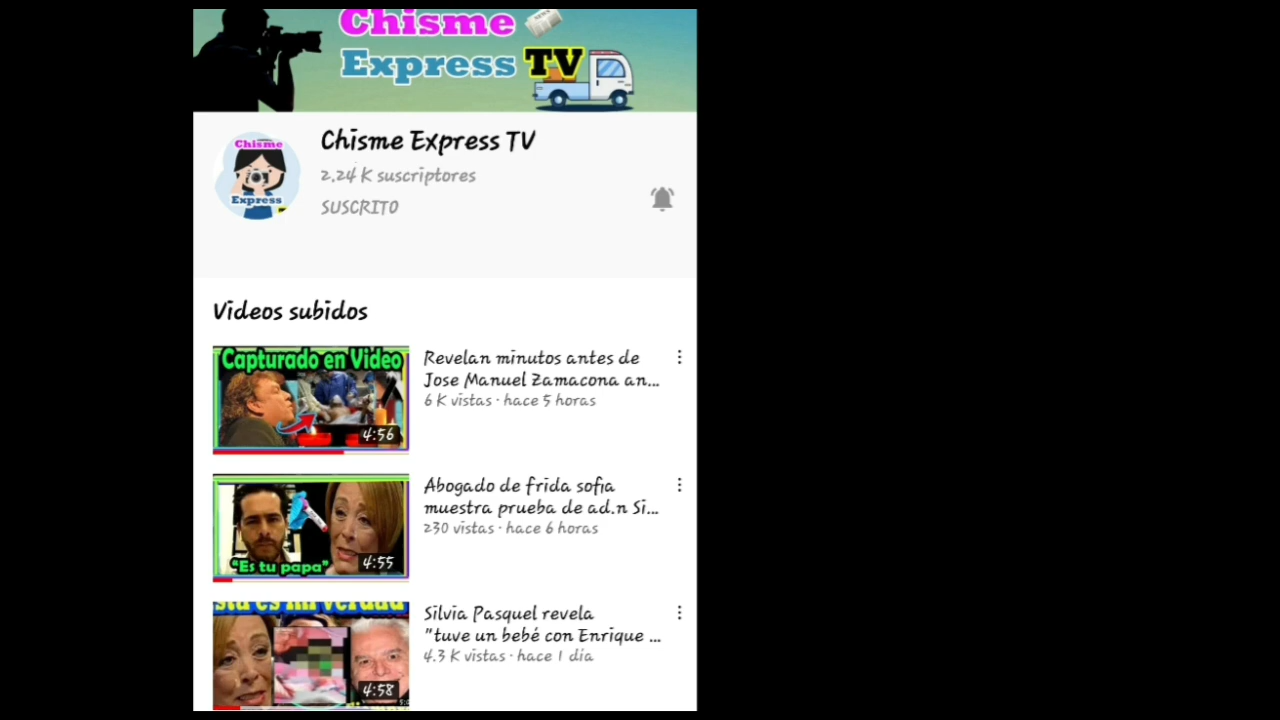 Chisme
Express TV
Chisme
Express
Chisme Express TV
2.24 K suscriptores
SUSCRITO
Videos subidos
Capturado en Video
4:56
Revelan minutos antes de
Jose Manuel Zamacona an...
6 K vistas · hace 5 horas
"Es tu papa"
4:55
Abogado de frida sofia
muestra prueba de ad.n Si...
230 vistas · hace 6 horas
es mi verdad
4:58
Silvia Pasquel revela
"tuve un bebé con Enrique ...
4.3 K vistas · hace 1 día